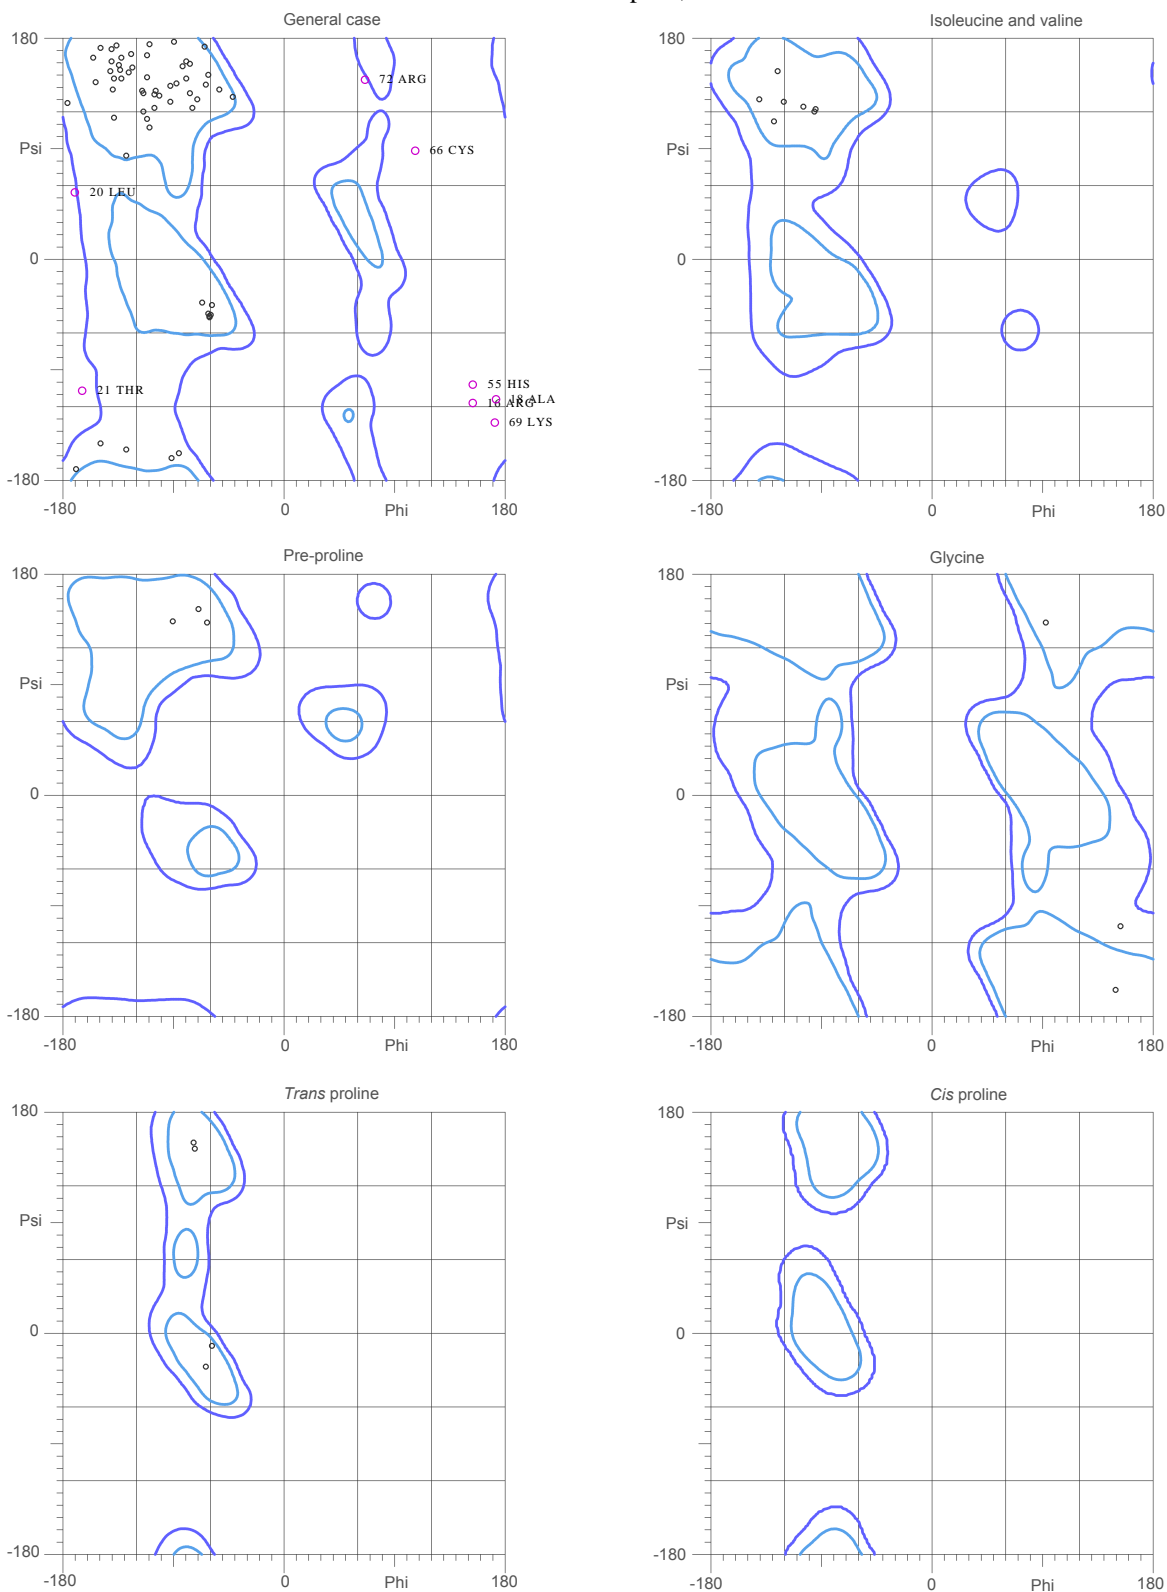 General case
180
Psi
0
-180
-180
0
Phi
180
72 ARG
66 CYS
20 LEU
21 THR
55 HIS
18 ALA
16 ARG
69 LYS
Isoleucine and valine
180
Psi
0
-180
-180
0
Phi
180
Pre-proline
180
Psi
0
-180
-180
0
Phi
180
Glycine
180
Psi
0
-180
-180
0
Phi
180
Trans proline
180
Psi
0
-180
-180
0
Phi
180
Cis proline
180
Psi
0
-180
-180
0
Phi
180